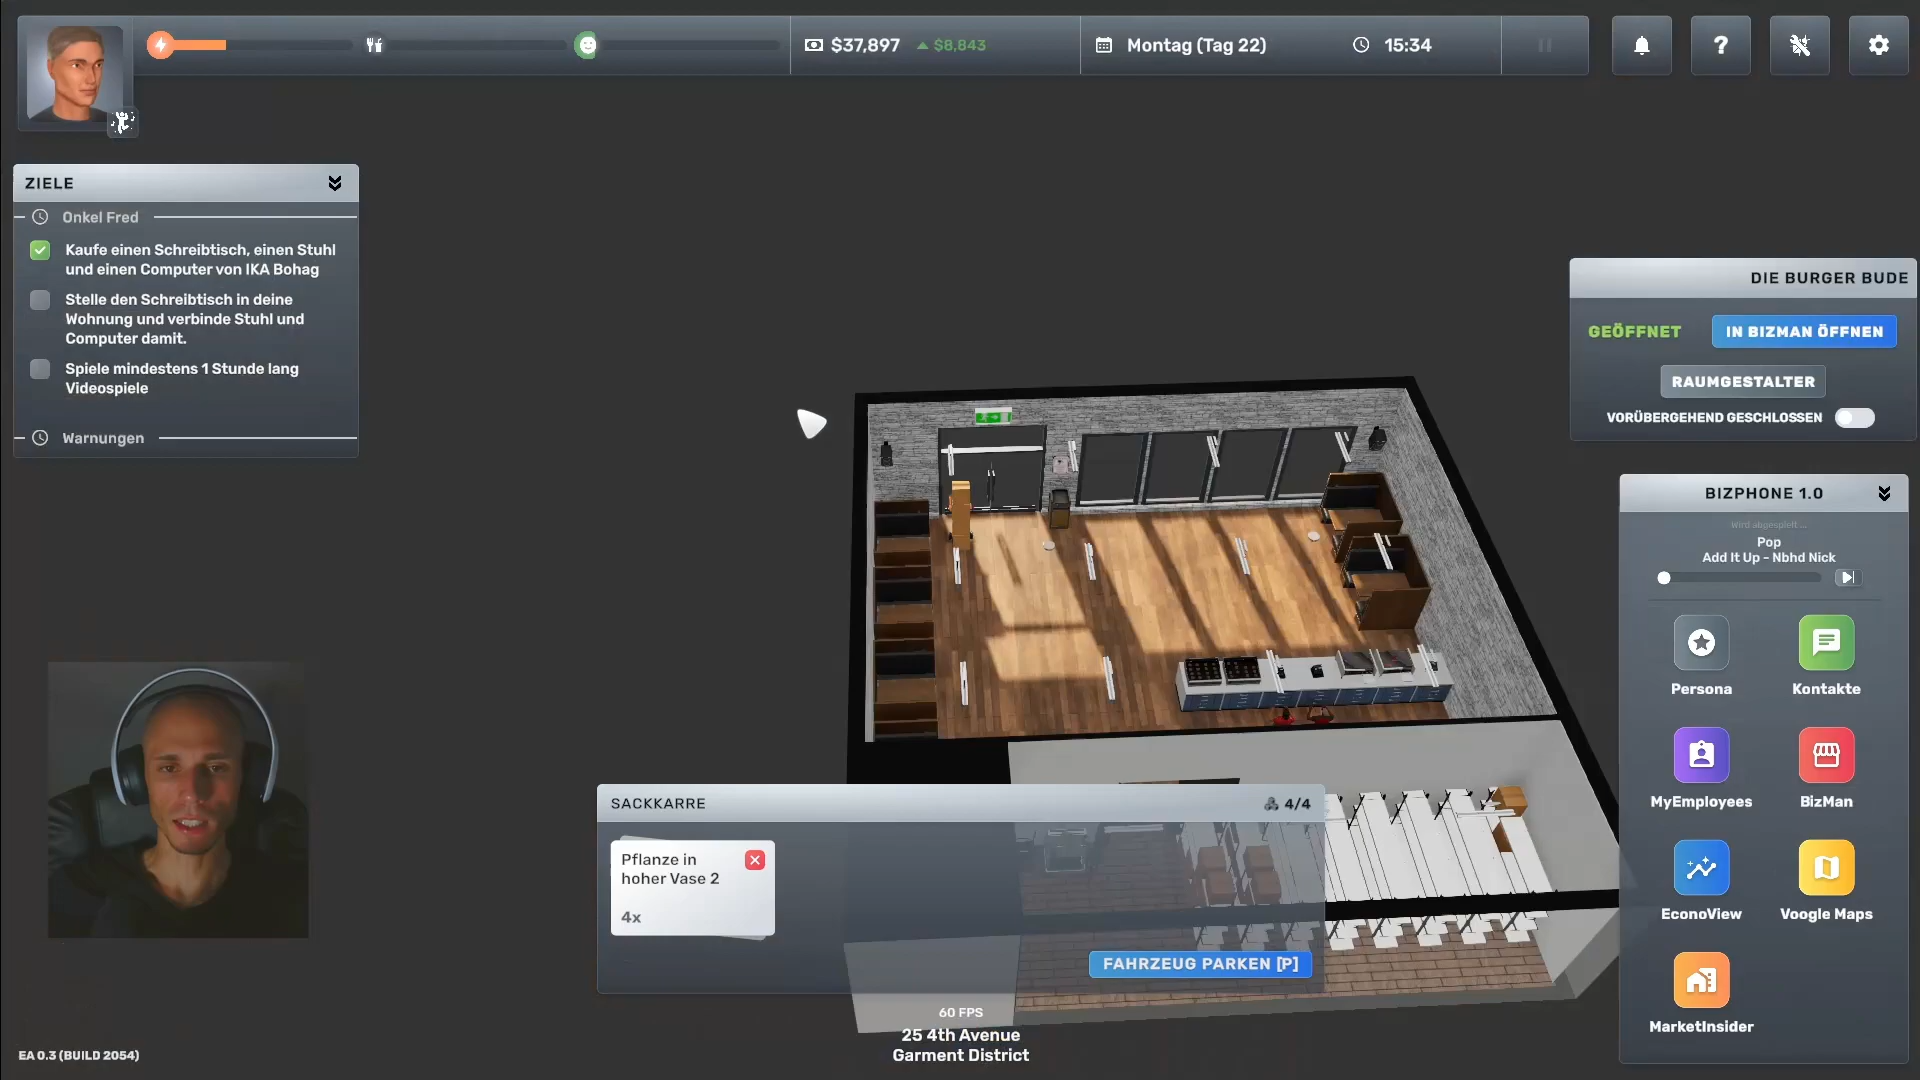 $37,897
$8,843
Montag (Tag 22)
15:34
?
ZIELE
Onkel Fred
Kaufe einen Schreibtisch, einen Stuhl
und einen Computer von IKA Bohag
Stelle den Schreibtisch in deine
Wohnung und verbinde Stuhl und
Computer damit.
Spiele mindestens 1 Stunde lang
Videospiele
Warnungen
DIE BURGER BUDE
GEÖFFNET
IN BIZMAN ÖFFNEN
RAUMGESTALTER
VORÜBERGEHEND GESCHLOSSEN
BIZPHONE 1.0
Wird abgespielt ...
Pop
Add It Up - Nbhd Nick
Persona
Kontakte
MyEmployees
BizMan
EconoView
Voogle Maps
MarketInsider
SACKKARRE
4/4
Pflanze in
hoher Vase 2
4x
FAHRZEUG PARKEN [P]
60 FPS
25 4th Avenue
Garment District
EA 0.3 (BUILD 2054)